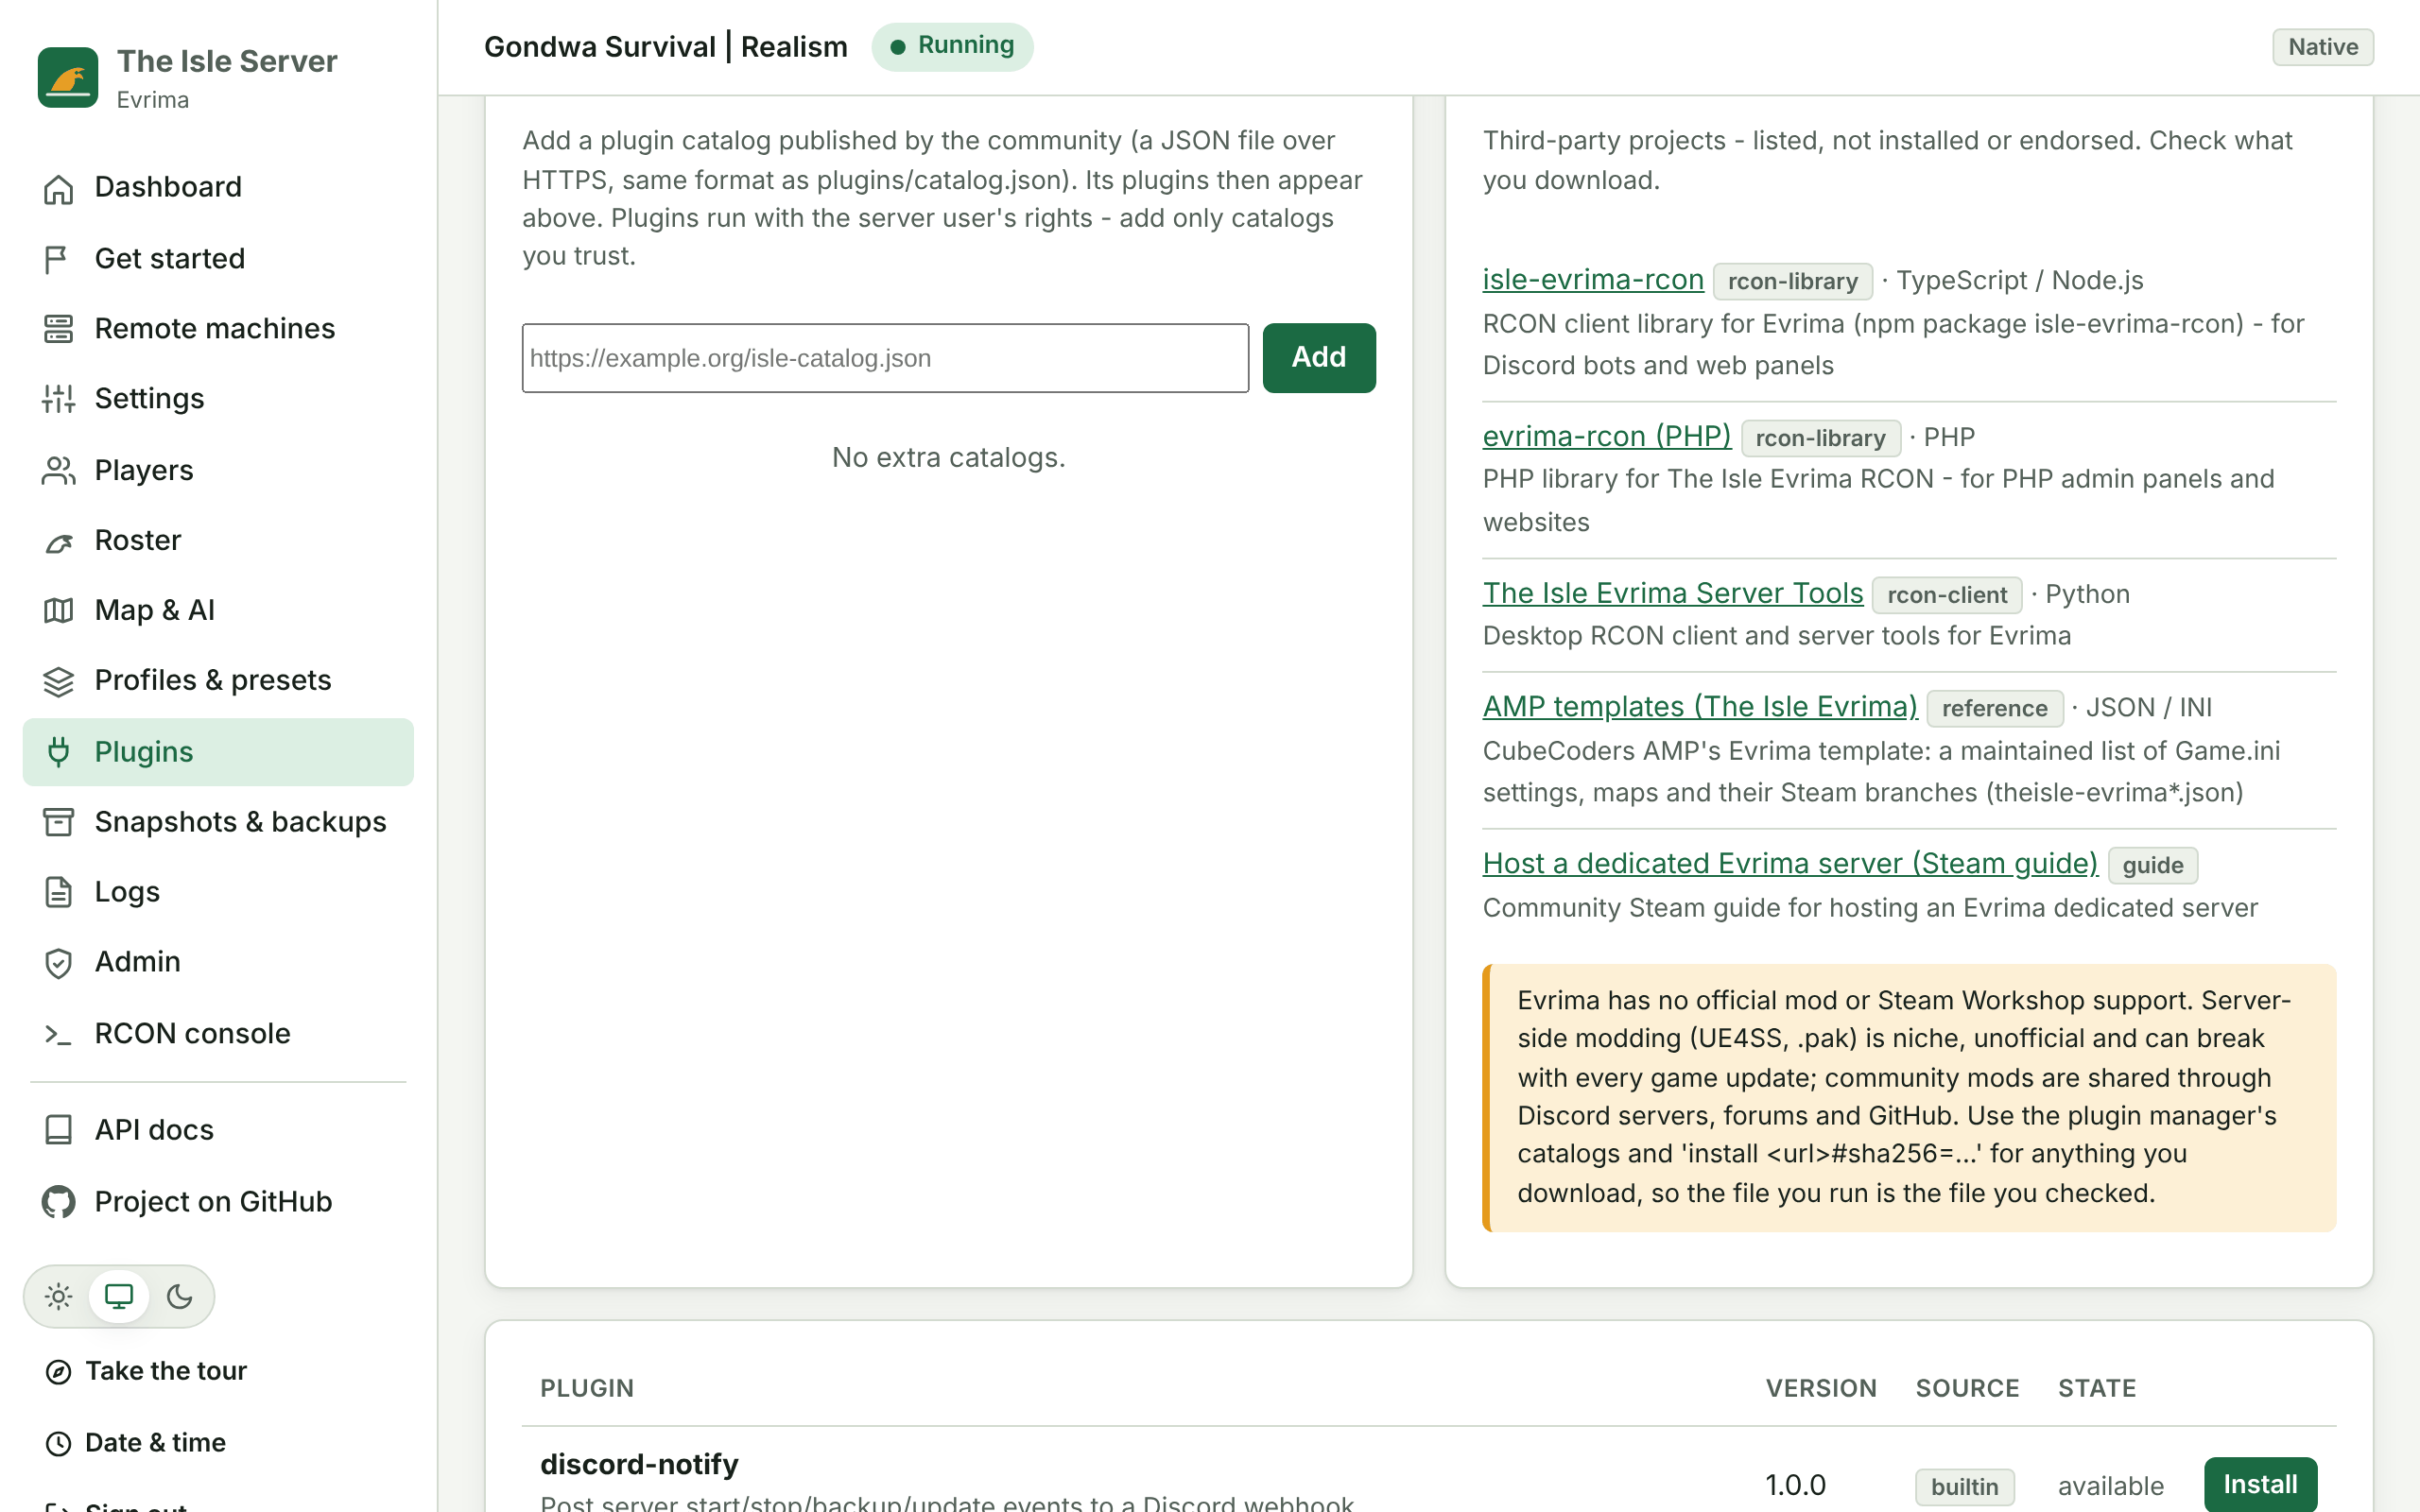 The Isle Server
Evrima
Dashboard
Get started
Remote machines
Settings
Players
Roster
Map & AI
Profiles & presets
Plugins
Snapshots & backups
Logs
Admin
RCON console
API docs
Project on GitHub
Take the tour
Date & time
Sign out
Gondwa Survival | Realism
Running
Native
Add a plugin catalog published by the community (a JSON file over
HTTPS, same format as plugins/catalog.json). Its plugins then appear
above. Plugins run with the server user's rights - add only catalogs
you trust.
https://example.org/isle-catalog.json
Add
No extra catalogs.
Third-party projects - listed, not installed or endorsed. Check what
you download.
isle-evrima-rcon rcon-library · TypeScript / Node.js
RCON client library for Evrima (npm package isle-evrima-rcon) - for
Discord bots and web panels
evrima-rcon (PHP) rcon-library · PHP
PHP library for The Isle Evrima RCON - for PHP admin panels and
websites
The Isle Evrima Server Tools rcon-client · Python
Desktop RCON client and server tools for Evrima
AMP templates (The Isle Evrima) reference · JSON / INI
CubeCoders AMP's Evrima template: a maintained list of Game.ini
settings, maps and their Steam branches (theisle-evrima*.json)
Host a dedicated Evrima server (Steam guide) guide
Community Steam guide for hosting an Evrima dedicated server
Evrima has no official mod or Steam Workshop support. Server-
side modding (UE4SS, .pak) is niche, unofficial and can break
with every game update; community mods are shared through
Discord servers, forums and GitHub. Use the plugin manager's
catalogs and 'install <url>#sha256=...' for anything you
download, so the file you run is the file you checked.
PLUGIN VERSION SOURCE STATE
discord-notify
1.0.0 builtin available Install
Post server start/stop/backup/update events to a Discord webhook